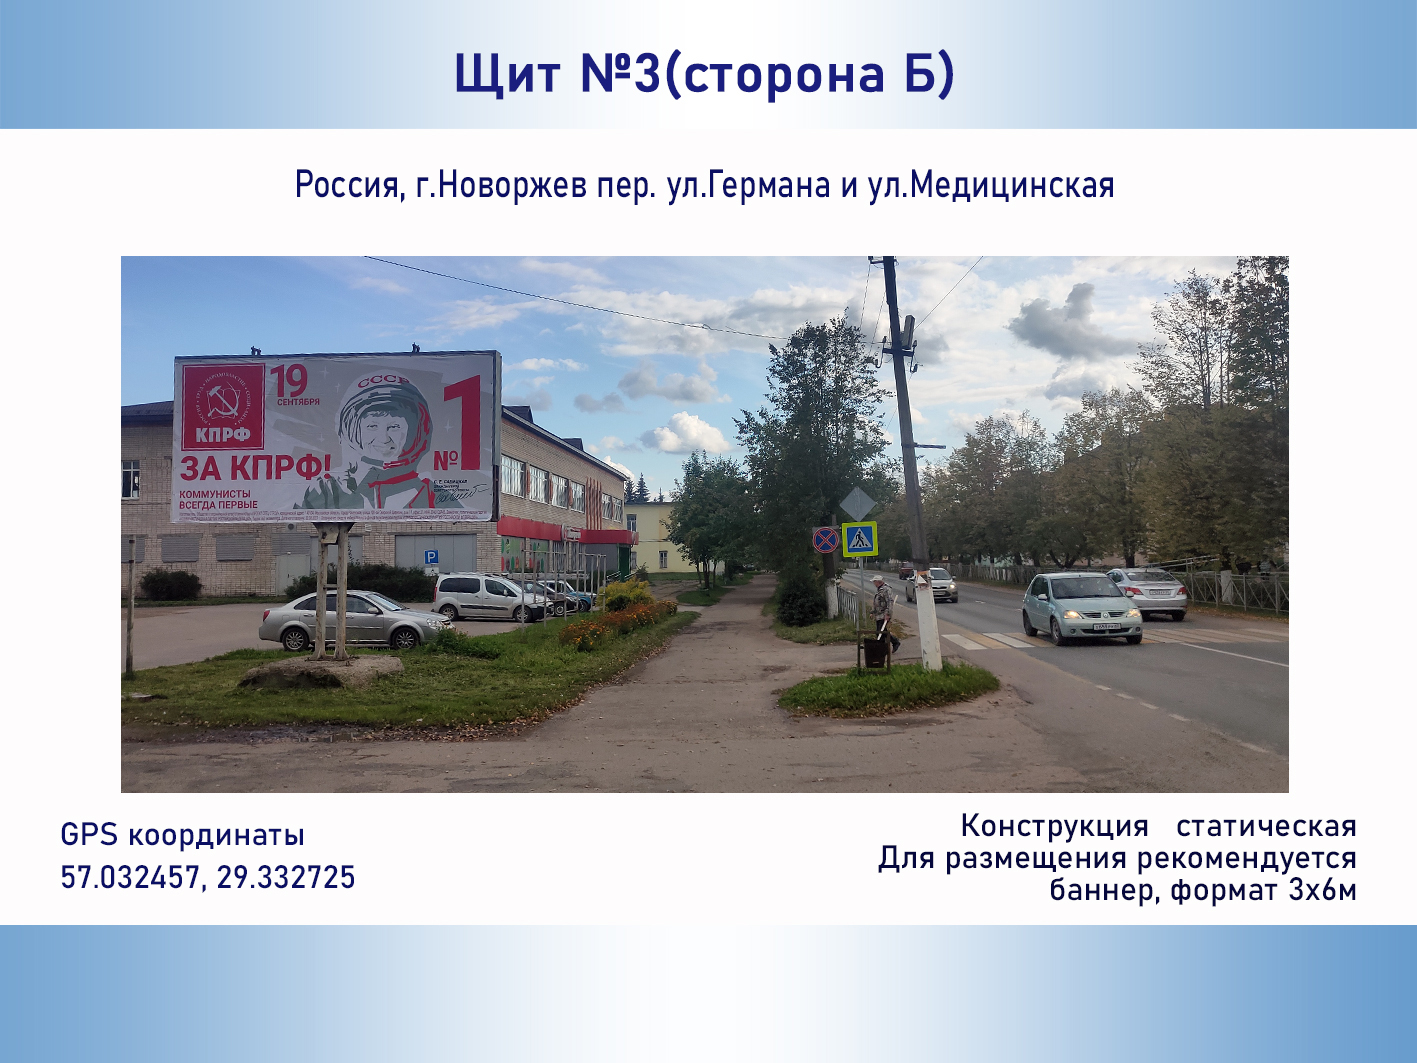 Щит №3(сторона Б)
Россия, г.Новоржев пер. ул.Германа и ул.Медицинская
КПРФ
19
СЕНТЯБРЯ
СССР
№1
ЗА КПРФ!
КОММУНИСТЫ
ВСЕГДА ПЕРВЫЕ
P
GPS координаты
57.032457, 29.332725
Конструкция статическая
Для размещения рекомендуется
баннер, формат 3х6м